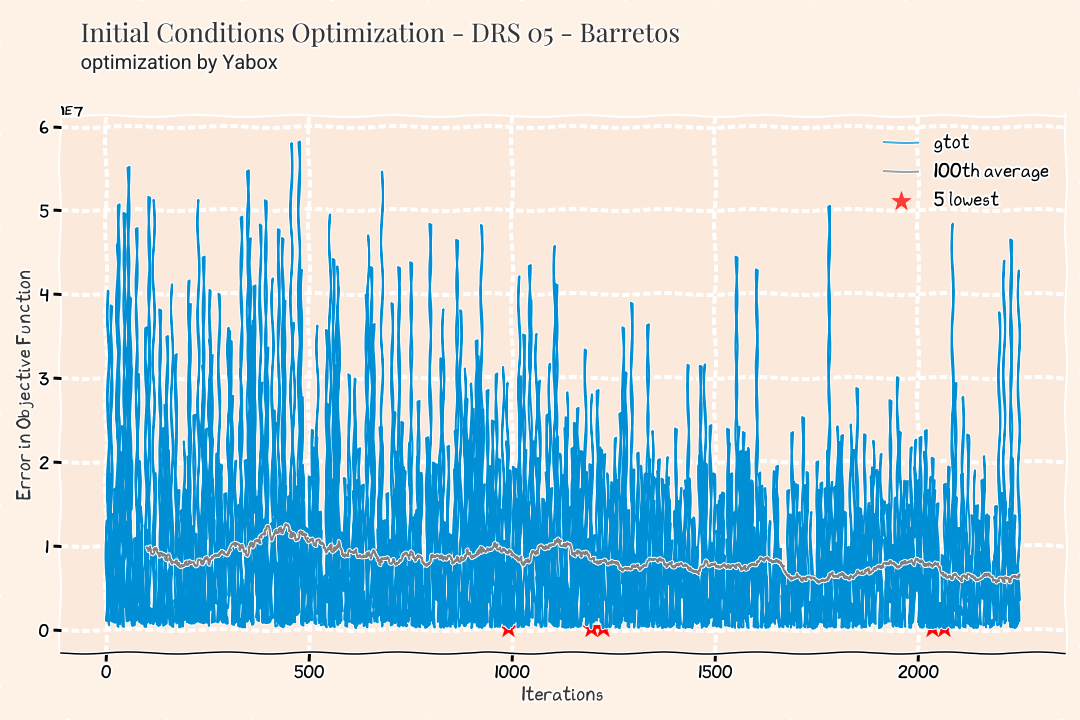 Initial Conditions Optimization - DRS 05 - Barretos
optimization by Yabox
1E7
6
5
4
3
2
1
0
Error in Objective Function
gtot
100th average
5 lowest
0 500 1000 1500 2000
Iterations